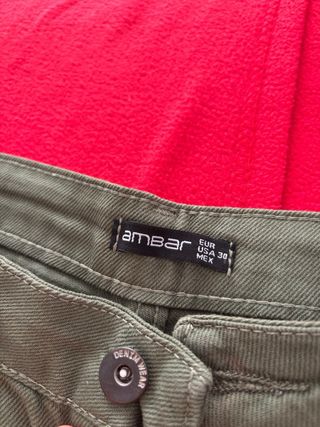 ambar
EUR
USA 38
MEX
DENIM WEAR